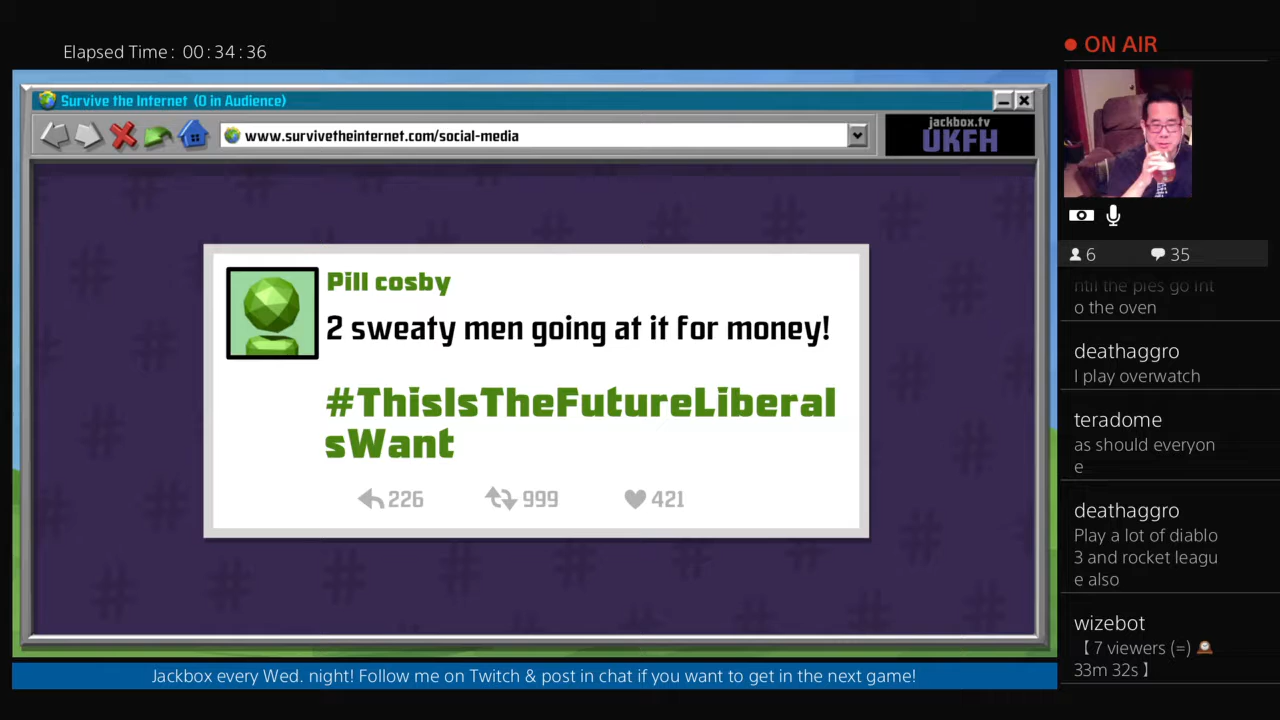 Elapsed Time: 00:34:36
ON AIR
Survive the Internet (0 in Audience)
www.survivetheinternet.com/social-media
jackbox.tv
UKFH
Pill cosby
2 sweaty men going at it for money!
#ThisIsTheFutureLiberal
sWant
226 999 421
6 35
ntil the pies go int
o the oven
deathaggro
I play overwatch
teradome
as should everyon
e
deathaggro
Play a lot of diablo
3 and rocket leagu
e also
wizebot
【 7 viewers (=) 🕰
33m 32s 】
Jackbox every Wed. night! Follow me on Twitch & post in chat if you want to get in the next game!